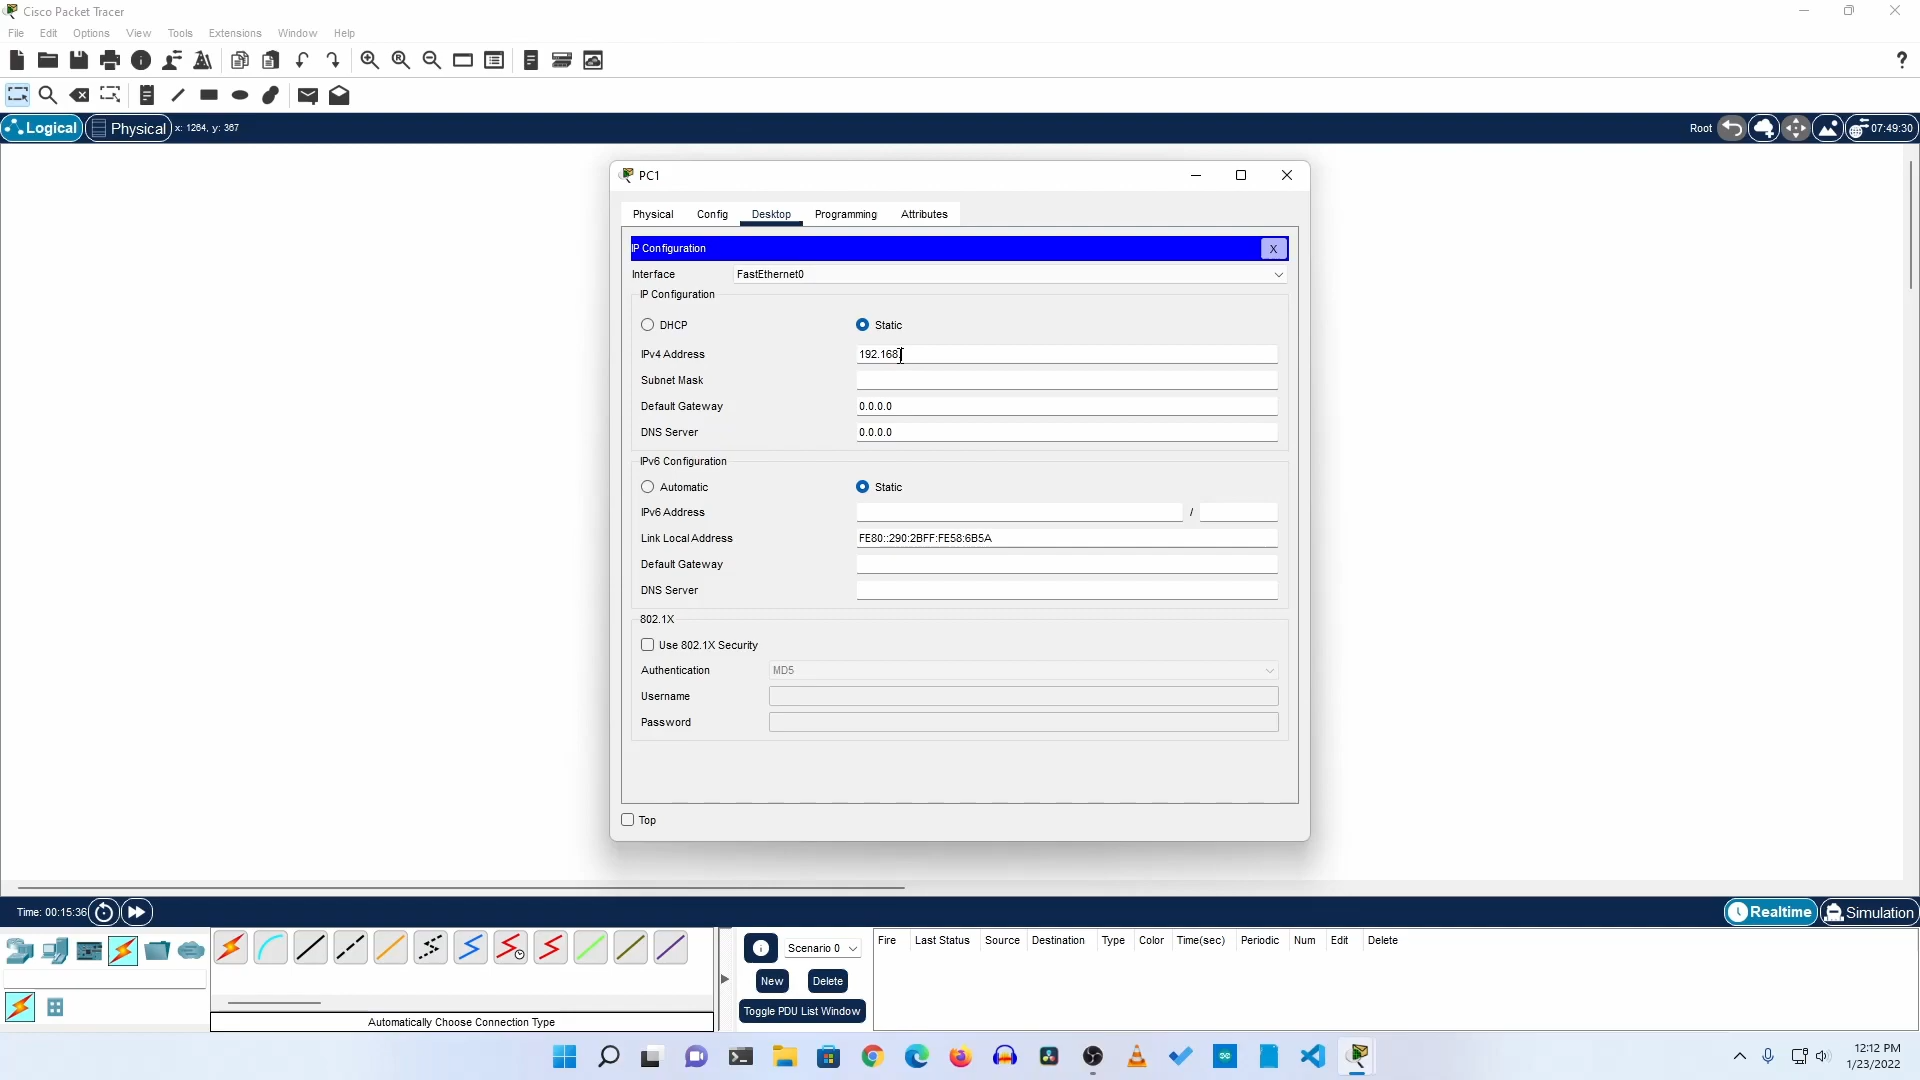 Cisco Packet Tracer
File Edit Options View Tools Extensions Window Help
?
Logical Physical x: 1264, y: 367 Root 07:49:30
PC1
Physical Config Desktop Programming Attributes
IP Configuration X
Interface FastEthernet0
IP Configuration
DHCP Static
IPv4 Address 192.168.
Subnet Mask
Default Gateway 0.0.0.0
DNS Server 0.0.0.0
IPv6 Configuration
Automatic Static
IPv6 Address /
Link Local Address FE80::290:2BFF:FE58:6B5A
Default Gateway
DNS Server
802.1X
Use 802.1X Security
Authentication MD5
Username
Password
Top
Time: 00:15:36 Realtime Simulation
Scenario 0 Fire Last Status Source Destination Type Color Time(sec) Periodic Num Edit Delete
New Delete
Toggle PDU List Window
Automatically Choose Connection Type
12:12 PM
1/23/2022